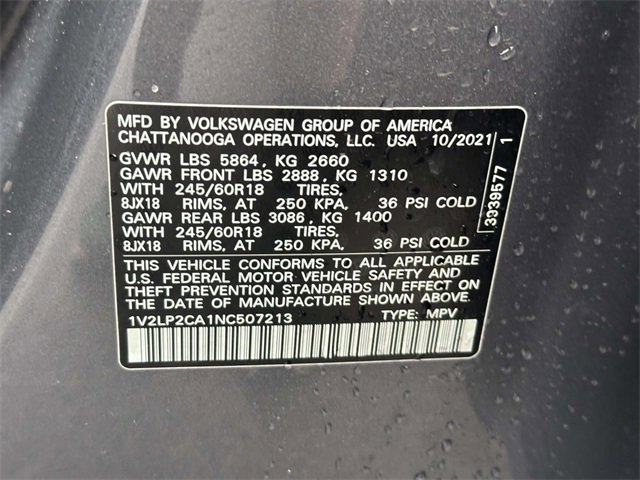 MFD BY VOLKSWAGEN GROUP OF AMERICA
CHATTANOOGA OPERATIONS, LLC. USA 10/2021
GVWR LBS 5864, KG 2660
GAWR FRONT LBS 2888, KG 1310
WITH 245/60R18 TIRES,
8JX18 RIMS, AT 250 KPA, 36 PSI COLD
GAWR REAR LBS 3086, KG 1400
WITH 245/60R18 TIRES,
8JX18 RIMS, AT 250 KPA, 36 PSI COLD
THIS VEHICLE CONFORMS TO ALL APPLICABLE
U.S. FEDERAL MOTOR VEHICLE SAFETY AND
THEFT PREVENTION STANDARDS IN EFFECT ON
THE DATE OF MANUFACTURE SHOWN ABOVE.
1V2LP2CA1NC507213 TYPE: MPV
3939577 1